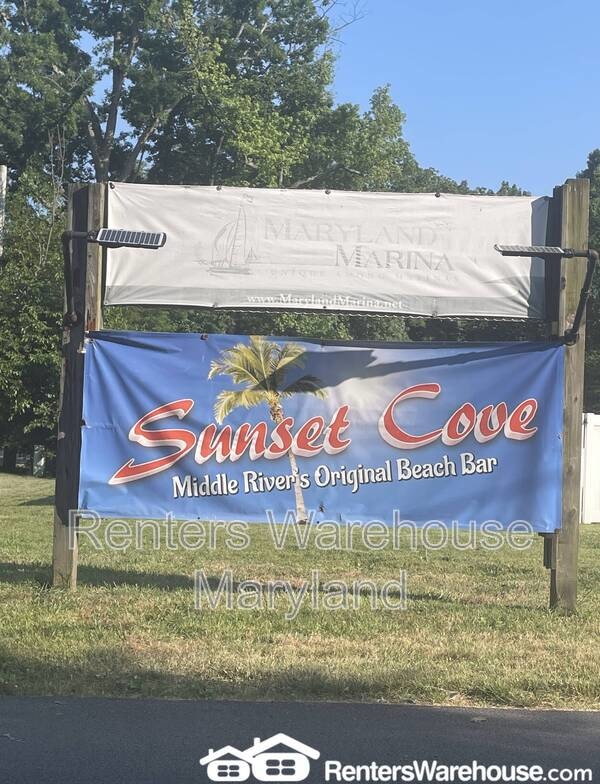 MARYLAND
MARINA
www.MarylandMarina.net
Sunset Cove
Middle River's Original Beach Bar
Renters Warehouse
Maryland
RentersWarehouse.com